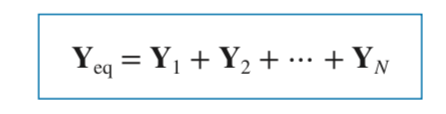 Y_eq = Y_1 + Y_2 + ⋯ + Y_N